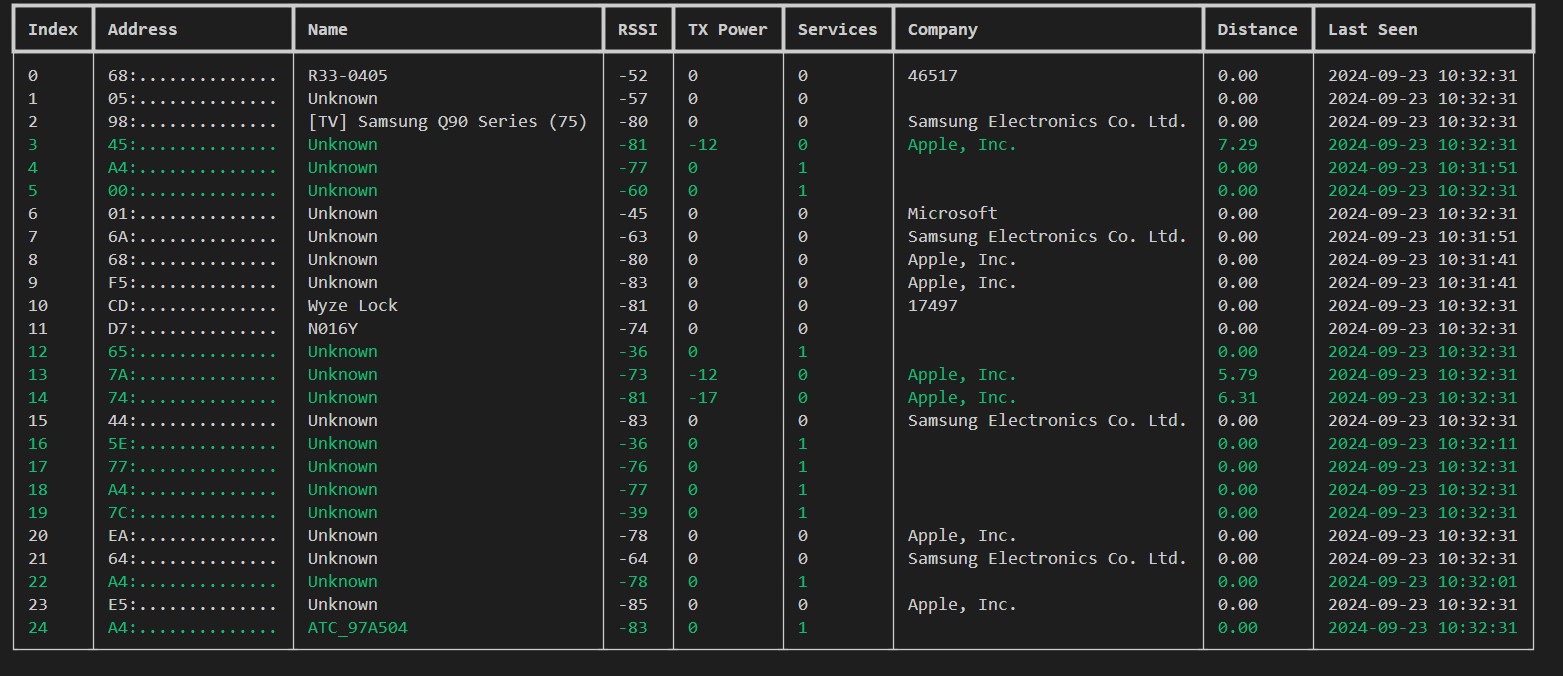 Index Address Name RSSI TX Power Services Company Distance Last Seen
0 68:.............. R33-0405 -52 0 0 46517 0.00 2024-09-23 10:32:31
1 05:.............. Unknown -57 0 0 0.00 2024-09-23 10:32:31
2 98:.............. [TV] Samsung Q90 Series (75) -80 0 0 Samsung Electronics Co. Ltd. 0.00 2024-09-23 10:32:31
3 45:.............. Unknown -81 -12 0 Apple, Inc. 7.29 2024-09-23 10:32:31
4 A4:.............. Unknown -77 0 1 0.00 2024-09-23 10:31:51
5 00:.............. Unknown -60 0 1 0.00 2024-09-23 10:32:31
6 01:.............. Unknown -45 0 0 Microsoft 0.00 2024-09-23 10:32:31
7 6A:.............. Unknown -63 0 0 Samsung Electronics Co. Ltd. 0.00 2024-09-23 10:31:51
8 68:.............. Unknown -80 0 0 Apple, Inc. 0.00 2024-09-23 10:31:41
9 F5:.............. Unknown -83 0 0 Apple, Inc. 0.00 2024-09-23 10:31:41
10 CD:.............. Wyze Lock -81 0 0 17497 0.00 2024-09-23 10:32:31
11 D7:.............. N016Y -74 0 0 0.00 2024-09-23 10:32:31
12 65:.............. Unknown -36 0 1 0.00 2024-09-23 10:32:31
13 7A:.............. Unknown -73 -12 0 Apple, Inc. 5.79 2024-09-23 10:32:31
14 74:.............. Unknown -81 -17 0 Apple, Inc. 6.31 2024-09-23 10:32:31
15 44:.............. Unknown -83 0 0 Samsung Electronics Co. Ltd. 0.00 2024-09-23 10:32:31
16 5E:.............. Unknown -36 0 1 0.00 2024-09-23 10:32:11
17 77:.............. Unknown -76 0 1 0.00 2024-09-23 10:32:31
18 A4:.............. Unknown -77 0 1 0.00 2024-09-23 10:32:31
19 7C:.............. Unknown -39 0 1 0.00 2024-09-23 10:32:31
20 EA:.............. Unknown -78 0 0 Apple, Inc. 0.00 2024-09-23 10:32:31
21 64:.............. Unknown -64 0 0 Samsung Electronics Co. Ltd. 0.00 2024-09-23 10:32:31
22 A4:.............. Unknown -78 0 1 0.00 2024-09-23 10:32:01
23 E5:.............. Unknown -85 0 0 Apple, Inc. 0.00 2024-09-23 10:32:31
24 A4:.............. ATC_97A504 -83 0 1 0.00 2024-09-23 10:32:31